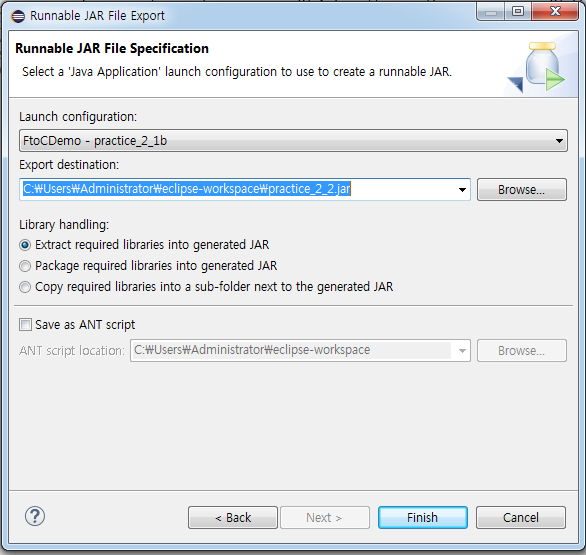 Runnable JAR File Export
Runnable JAR File Specification
Select a 'Java Application' launch configuration to use to create a runnable JAR.
Launch configuration:
FtoCDemo - practice_2_1b
Export destination:
C:₩Users₩Administrator₩eclipse-workspace₩practice_2_2.jar
Browse...
Library handling:
Extract required libraries into generated JAR
Package required libraries into generated JAR
Copy required libraries into a sub-folder next to the generated JAR
Save as ANT script
ANT script location: C:₩Users₩Administrator₩eclipse-workspace Browse...
? < Back Next > Finish Cancel